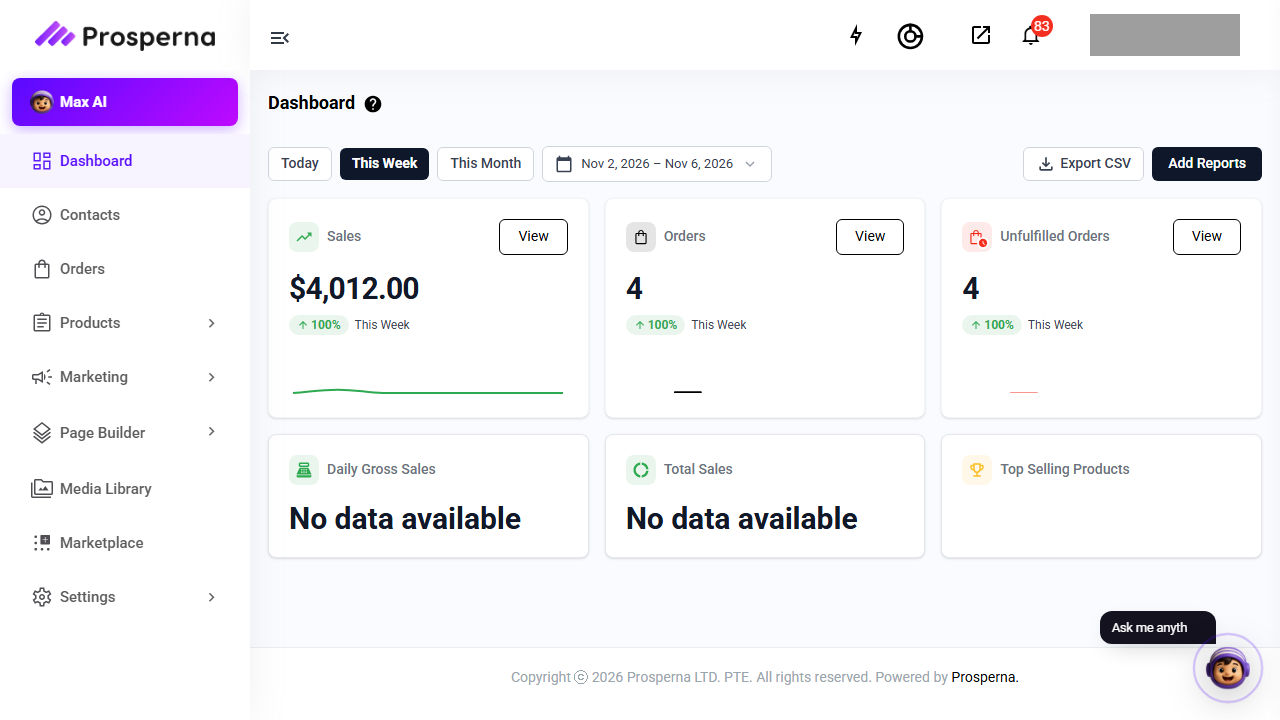 Prosperna
83
Max AI
Dashboard
Contacts
Orders
Products
Marketing
Page Builder
Media Library
Marketplace
Settings
Dashboard
Today This Week This Month Nov 2, 2026 – Nov 6, 2026 Export CSV Add Reports
Sales View
$4,012.00
100% This Week
Orders View
4
100% This Week
Unfulfilled Orders View
4
100% This Week
Daily Gross Sales
No data available
Total Sales
No data available
Top Selling Products
Ask me anyth
Copyright © 2026 Prosperna LTD. PTE. All rights reserved. Powered by Prosperna.